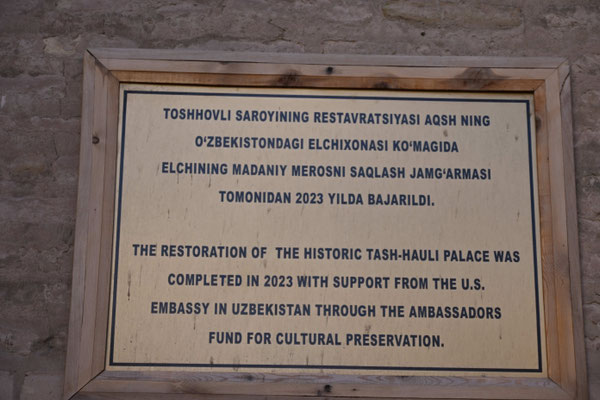 TOSHHOVLI SAROYINING RESTAVRATSIYASI AQSH NING
O‘ZBEKISTONDAGI ELCHIXONASI KO‘MAGIDA
ELCHINING MADANIY MEROSNI SAQLASH JAMG‘ARMASI
TOMONIDAN 2023 YILDA BAJARILDI.
THE RESTORATION OF THE HISTORIC TASH-HAULI PALACE WAS
COMPLETED IN 2023 WITH SUPPORT FROM THE U.S.
EMBASSY IN UZBEKISTAN THROUGH THE AMBASSADORS
FUND FOR CULTURAL PRESERVATION.